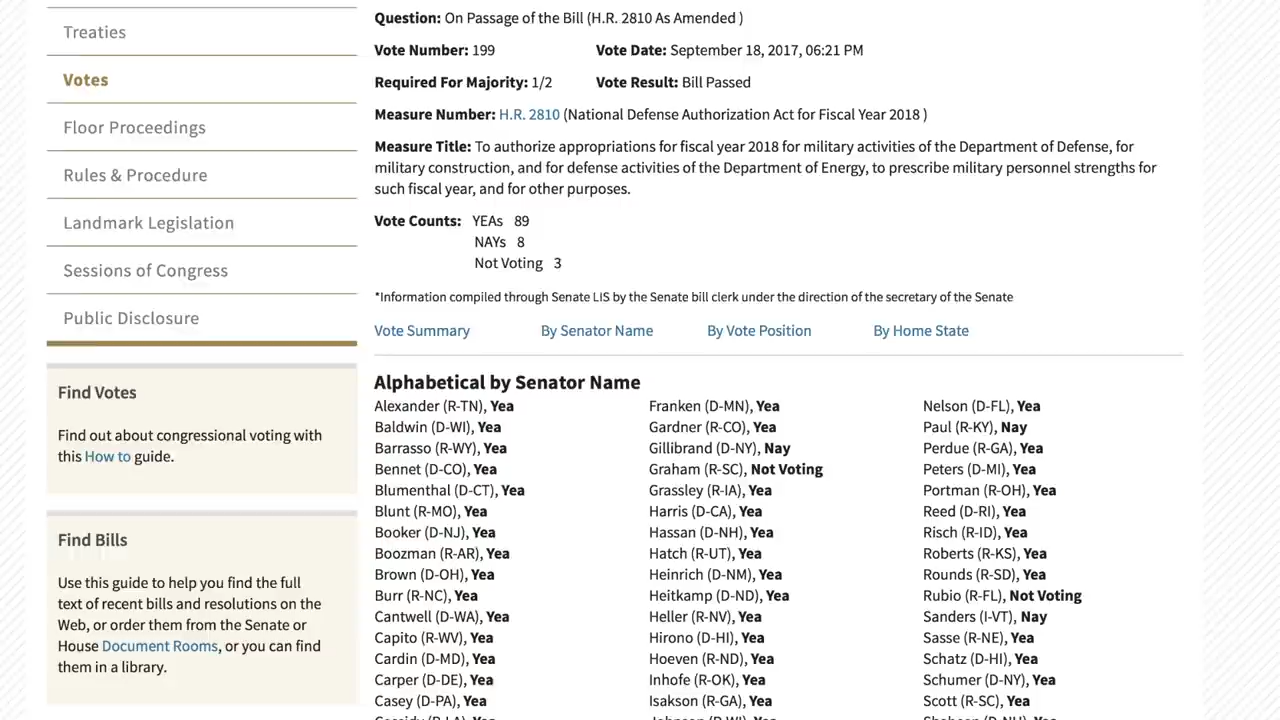 Treaties
Votes
Floor Proceedings
Rules & Procedure
Landmark Legislation
Sessions of Congress
Public Disclosure
Find Votes
Find out about congressional voting with
this How to guide.
Find Bills
Use this guide to help you find the full
text of recent bills and resolutions on the
Web, or order them from the Senate or
House Document Rooms, or you can find
them in a library.
Question: On Passage of the Bill (H.R. 2810 As Amended )
Vote Number: 199 Vote Date: September 18, 2017, 06:21 PM
Required For Majority: 1/2 Vote Result: Bill Passed
Measure Number: H.R. 2810 (National Defense Authorization Act for Fiscal Year 2018 )
Measure Title: To authorize appropriations for fiscal year 2018 for military activities of the Department of Defense, for
military construction, and for defense activities of the Department of Energy, to prescribe military personnel strengths for
such fiscal year, and for other purposes.
Vote Counts: YEAs 89
NAYs 8
Not Voting 3
*Information compiled through Senate LIS by the Senate bill clerk under the direction of the secretary of the Senate
Vote Summary By Senator Name By Vote Position By Home State
Alphabetical by Senator Name
Alexander (R-TN), Yea
Baldwin (D-WI), Yea
Barrasso (R-WY), Yea
Bennet (D-CO), Yea
Blumenthal (D-CT), Yea
Blunt (R-MO), Yea
Booker (D-NJ), Yea
Boozman (R-AR), Yea
Brown (D-OH), Yea
Burr (R-NC), Yea
Cantwell (D-WA), Yea
Capito (R-WV), Yea
Cardin (D-MD), Yea
Carper (D-DE), Yea
Casey (D-PA), Yea
Franken (D-MN), Yea
Gardner (R-CO), Yea
Gillibrand (D-NY), Nay
Graham (R-SC), Not Voting
Grassley (R-IA), Yea
Harris (D-CA), Yea
Hassan (D-NH), Yea
Hatch (R-UT), Yea
Heinrich (D-NM), Yea
Heitkamp (D-ND), Yea
Heller (R-NV), Yea
Hirono (D-HI), Yea
Hoeven (R-ND), Yea
Inhofe (R-OK), Yea
Isakson (R-GA), Yea
Nelson (D-FL), Yea
Paul (R-KY), Nay
Perdue (R-GA), Yea
Peters (D-MI), Yea
Portman (R-OH), Yea
Reed (D-RI), Yea
Risch (R-ID), Yea
Roberts (R-KS), Yea
Rounds (R-SD), Yea
Rubio (R-FL), Not Voting
Sanders (I-VT), Nay
Sasse (R-NE), Yea
Schatz (D-HI), Yea
Schumer (D-NY), Yea
Scott (R-SC), Yea